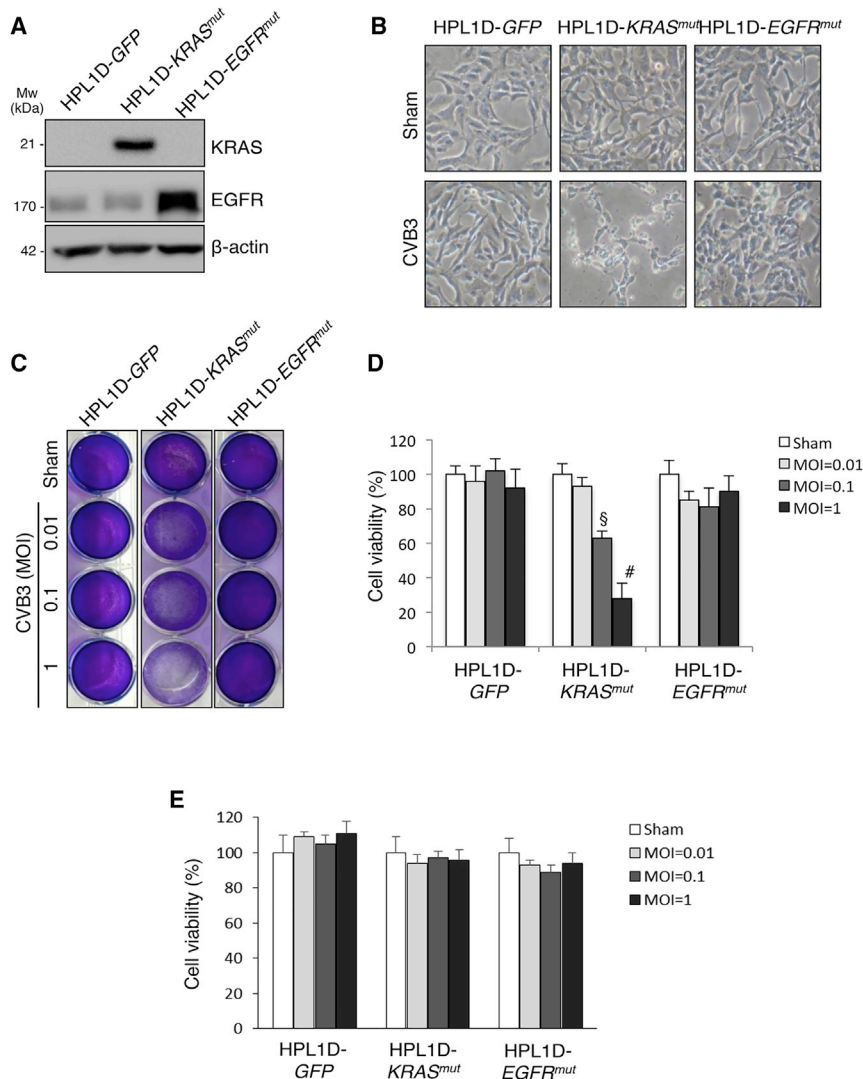 A
HPL1D-GFP
HPL1D-KRASmut
HPL1D-EGFRmut
Mw
(kDa)
21 -
KRAS
170 -
EGFR
42 -
β-actin
B
HPL1D-GFP HPL1D-KRASmut HPL1D-EGFRmut
Sham
CVB3
C
HPL1D-GFP
HPL1D-KRASmut
HPL1D-EGFRmut
Sham
CVB3 (MOI)
0.01
0.1
1
D
Cell viability (%)
120
100
80
60
40
20
0
§
#
Sham
MOI=0.01
MOI=0.1
MOI=1
HPL1D-
GFP
HPL1D-
KRASmut
HPL1D-
EGFRmut
E
Cell viability (%)
120
100
80
60
40
20
0
Sham
MOI=0.01
MOI=0.1
MOI=1
HPL1D-
GFP
HPL1D-
KRASmut
HPL1D-
EGFRmut